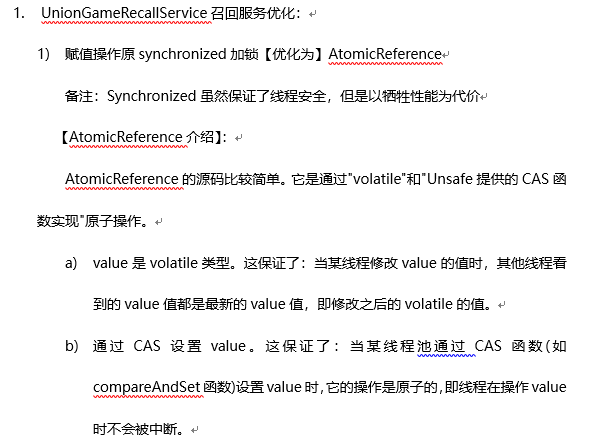 1. UnionGameRecallService 召回服务优化：
1) 赋值操作原 synchronized 加锁【优化为】AtomicReference
备注：Synchronized 虽然保证了线程安全，但是以牺牲性能为代价
【AtomicReference 介绍】：
AtomicReference 的源码比较简单。它是通过"volatile"和"Unsafe 提供的 CAS 函
数实现"原子操作。
a) value 是 volatile 类型。这保证了：当某线程修改 value 的值时，其他线程看
到的 value 值都是最新的 value 值，即修改之后的 volatile 的值。
b) 通过 CAS 设置 value。这保证了：当某线程池通过 CAS 函数(如
compareAndSet 函数)设置 value 时，它的操作是原子的，即线程在操作 value
时不会被中断。